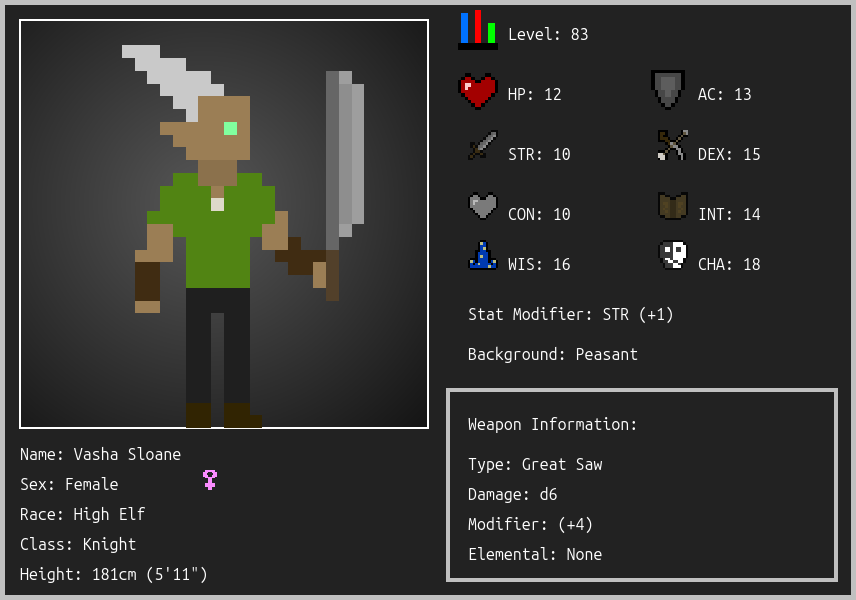 Level: 83
HP: 12
AC: 13
STR: 10
DEX: 15
CON: 10
INT: 14
WIS: 16
CHA: 18
Stat Modifier: STR (+1)
Background: Peasant
Weapon Information:
Type: Great Saw
Damage: d6
Modifier: (+4)
Elemental: None
Name: Vasha Sloane
Sex: Female
Race: High Elf
Class: Knight
Height: 181cm (5'11")